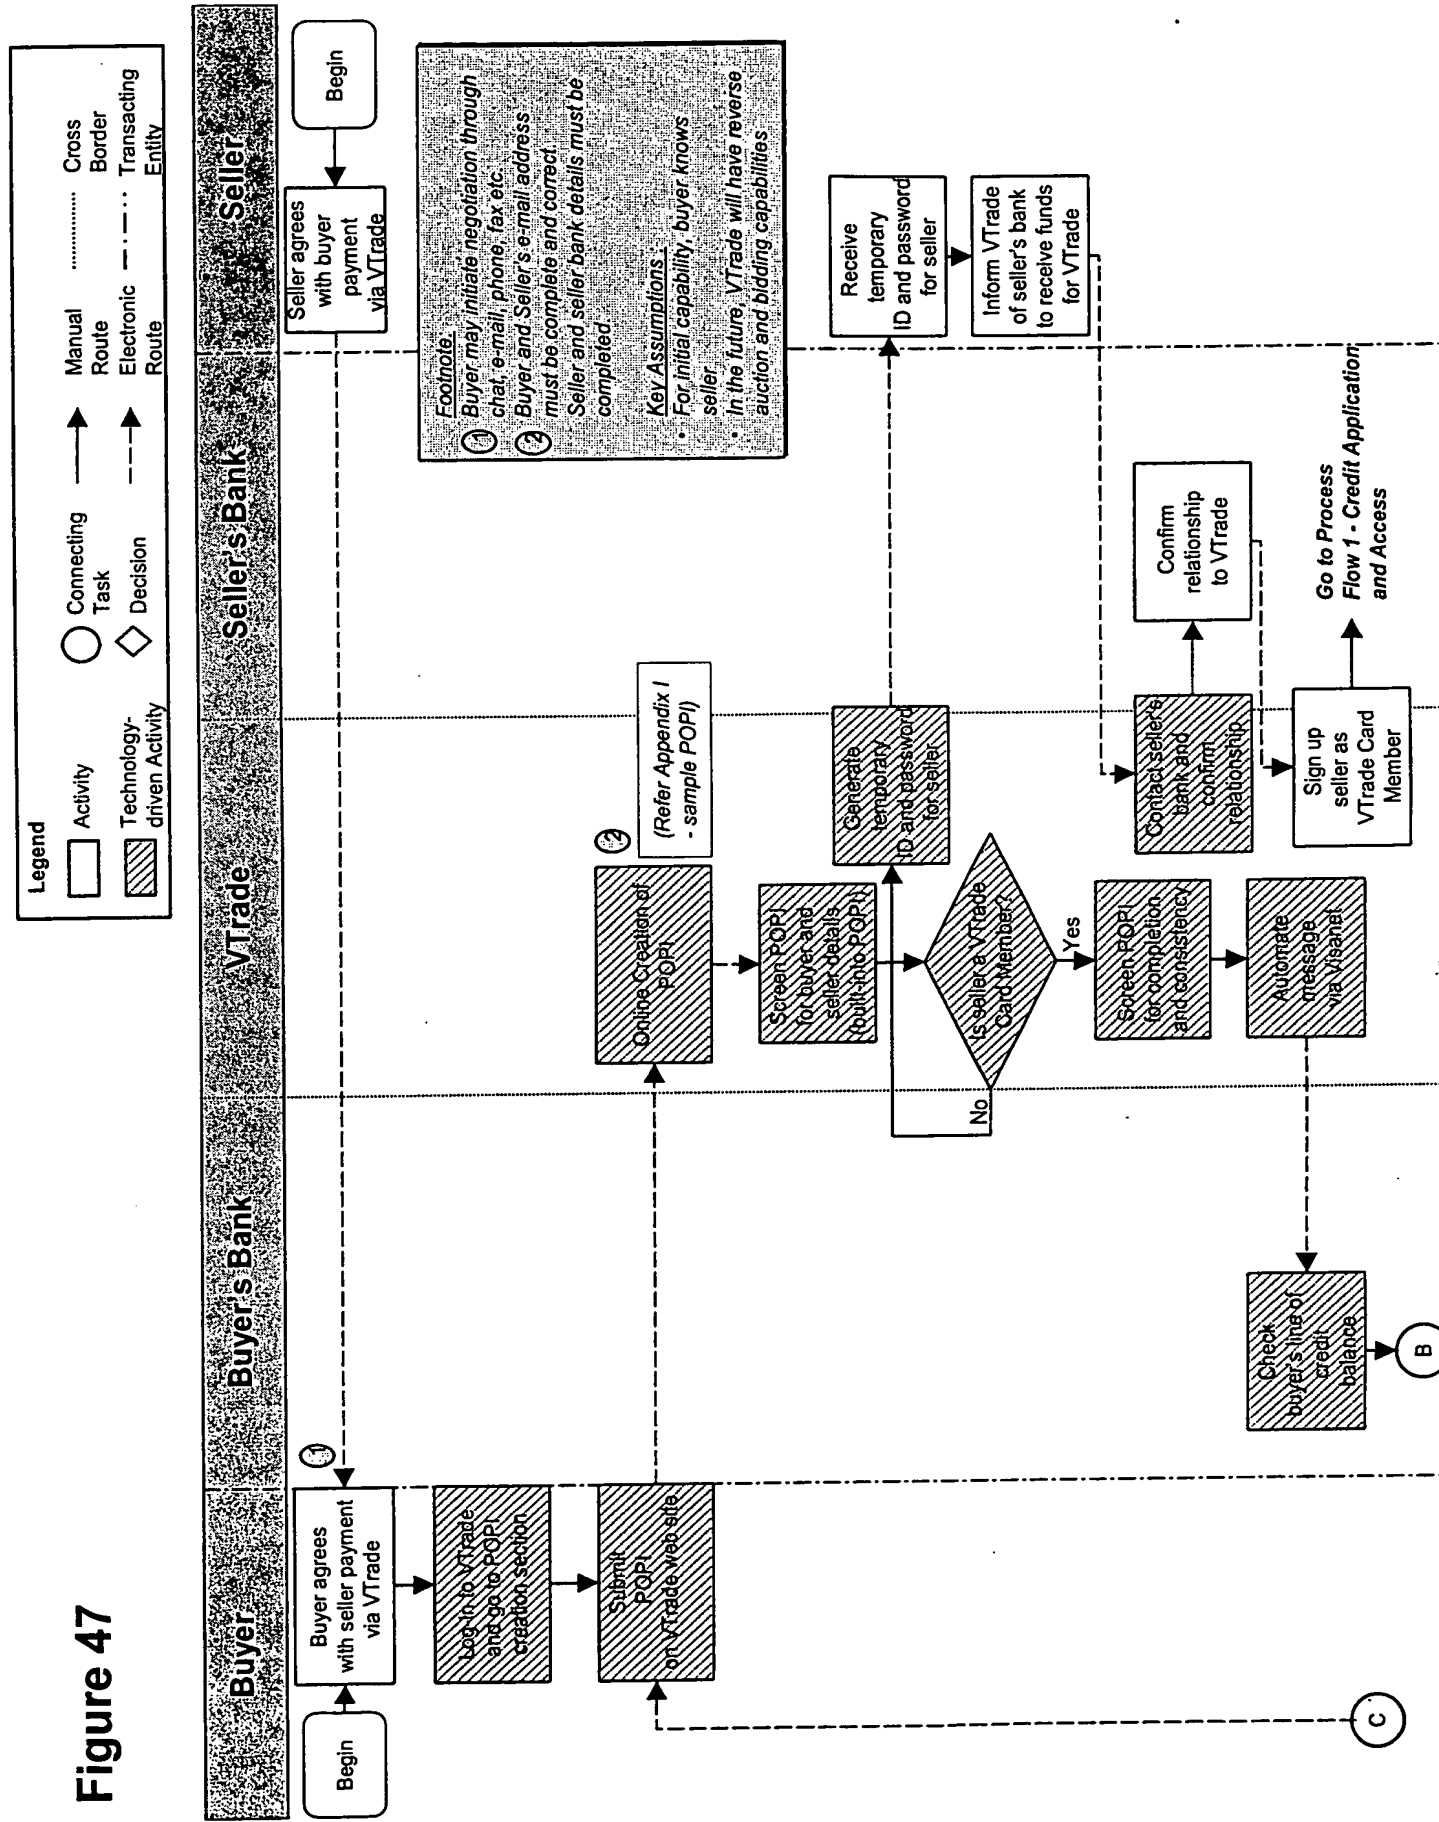 Figure 47
Legend
Activity
Technology-
driven Activity
Connecting
Task
Decision
Manual
Route
Electronic
Route
Cross
Border
Transacting
Entity
Buyer
Buyer's Bank
VTrade
Seller's Bank
Seller
Begin
Buyer agrees
with seller payment
via VTrade
1
Seller agrees
with buyer
payment
via VTrade
Begin
Log-in to VTrade
and go to POPI
creation section
Footnote:
1
Buyer may initiate negotiation through
chat, e-mail, phone, fax etc.
2
Buyer and Seller's e-mail address
must be complete and correct
Seller and seller bank details must be
completed.
Key Assumptions :
• For initial capability, buyer knows
seller.
• In the future, VTrade will have reverse
auction and bidding capabilities
Submit
POPI
on VTrade web site
Online Creation of
POPI
2
(Refer Appendix I
- sample POPI)
Screen POPI
for buyer and
seller details
(built-into POPI)
Generate
temporary
ID and password
for seller
Receive
temporary
ID and password
for seller
Is seller a VTrade
Card Member?
No
Yes
Inform VTrade
of seller's bank
to receive funds
for VTrade
Screen POPI
for completion
and consistency
Contact seller's
bank and
confirm
relationship
Confirm
relationship
to VTrade
Check
buyer's line of
credit
balance
Automate
message
via Visanet
Sign up
seller as
VTrade Card
Member
Go to Process
Flow 1 - Credit Application
and Access
C
B